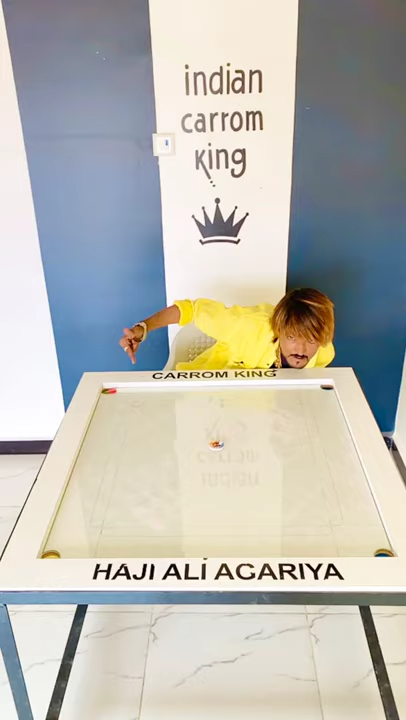 indian
carrom
king
CARROM KING
HAJI ALI AGARIYA